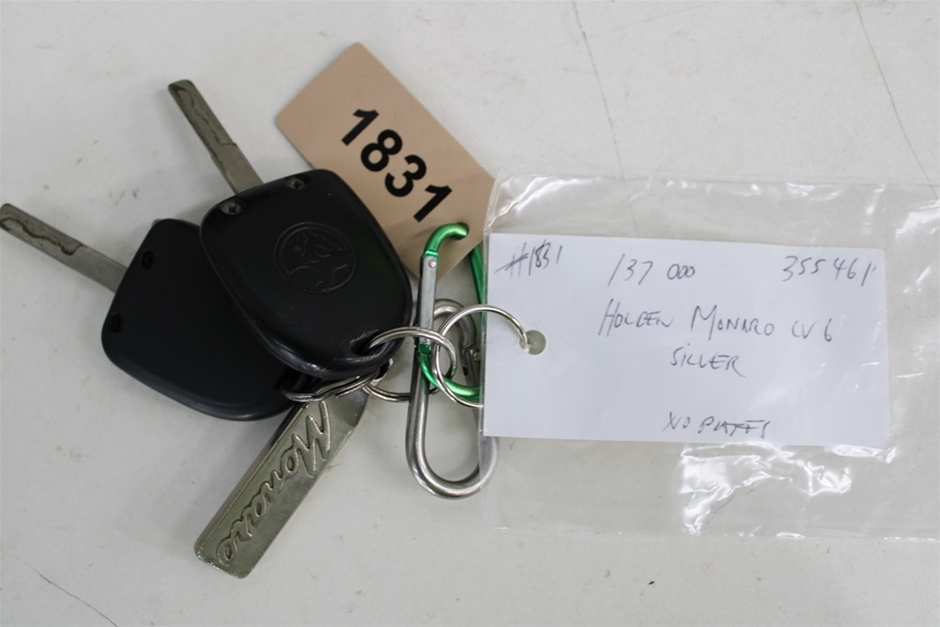 1831
#1831 137 000 355461
HOLDEN MONARO CV6
SILVER
NO PLATES
Monaro